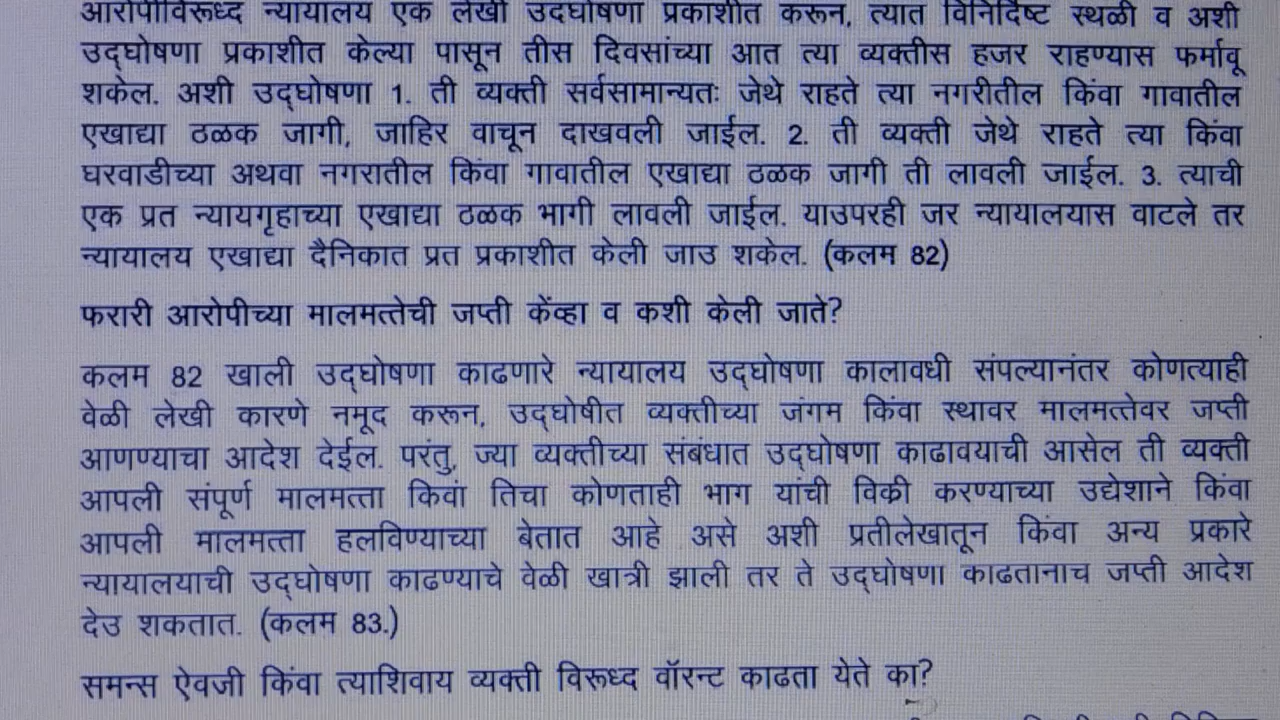 आरोपीविरूध्द न्यायालय एक लेखी उदघोषणा प्रकाशीत करून, त्यात विनिर्दिष्ट स्थळी व अशी
उद्घोषणा प्रकाशीत केल्या पासून तीस दिवसांच्या आत त्या व्यक्तीस हजर राहण्यास फर्मावू
शकेल. अशी उद्घोषणा 1. ती व्यक्ती सर्वसामान्यतः जेथे राहते त्या नगरीतील किंवा गावातील
एखाद्या ठळक जागी, जाहिर वाचून दाखवली जाईल. 2. ती व्यक्ती जेथे राहते त्या किंवा
घरवाडीच्या अथवा नगरातील किंवा गावातील एखाद्या ठळक जागी ती लावली जाईल. 3. त्याची
एक प्रत न्यायगृहाच्या एखाद्या ठळक भागी लावली जाईल. याउपरही जर न्यायालयास वाटले तर
न्यायालय एखाद्या दैनिकात प्रत प्रकाशीत केली जाउ शकेल. (कलम 82)
फरारी आरोपीच्या मालमत्तेची जप्ती केंव्हा व कशी केली जाते?
कलम 82 खाली उद्घोषणा काढणारे न्यायालय उद्घोषणा कालावधी संपल्यानंतर कोणत्याही
वेळी लेखी कारणे नमूद करून, उद्घोषीत व्यक्तीच्या जंगम किंवा स्थावर मालमत्तेवर जप्ती
आणण्याचा आदेश देईल. परंतु, ज्या व्यक्तीच्या संबंधात उद्घोषणा काढावयाची आसेल ती व्यक्ती
आपली संपूर्ण मालमत्ता किवां तिचा कोणताही भाग यांची विक्री करण्याच्या उद्येशाने किंवा
आपली मालमत्ता हलविण्याच्या बेतात आहे असे अशी प्रतीलेखातून किंवा अन्य प्रकारे
न्यायालयाची उद्घोषणा काढण्याचे वेळी खात्री झाली तर ते उद्घोषणा काढतानाच जप्ती आदेश
देउ शकतात. (कलम 83.)
समन्स ऐवजी किंवा त्याशिवाय व्यक्ती विरूध्द वॉरन्ट काढता येते का?